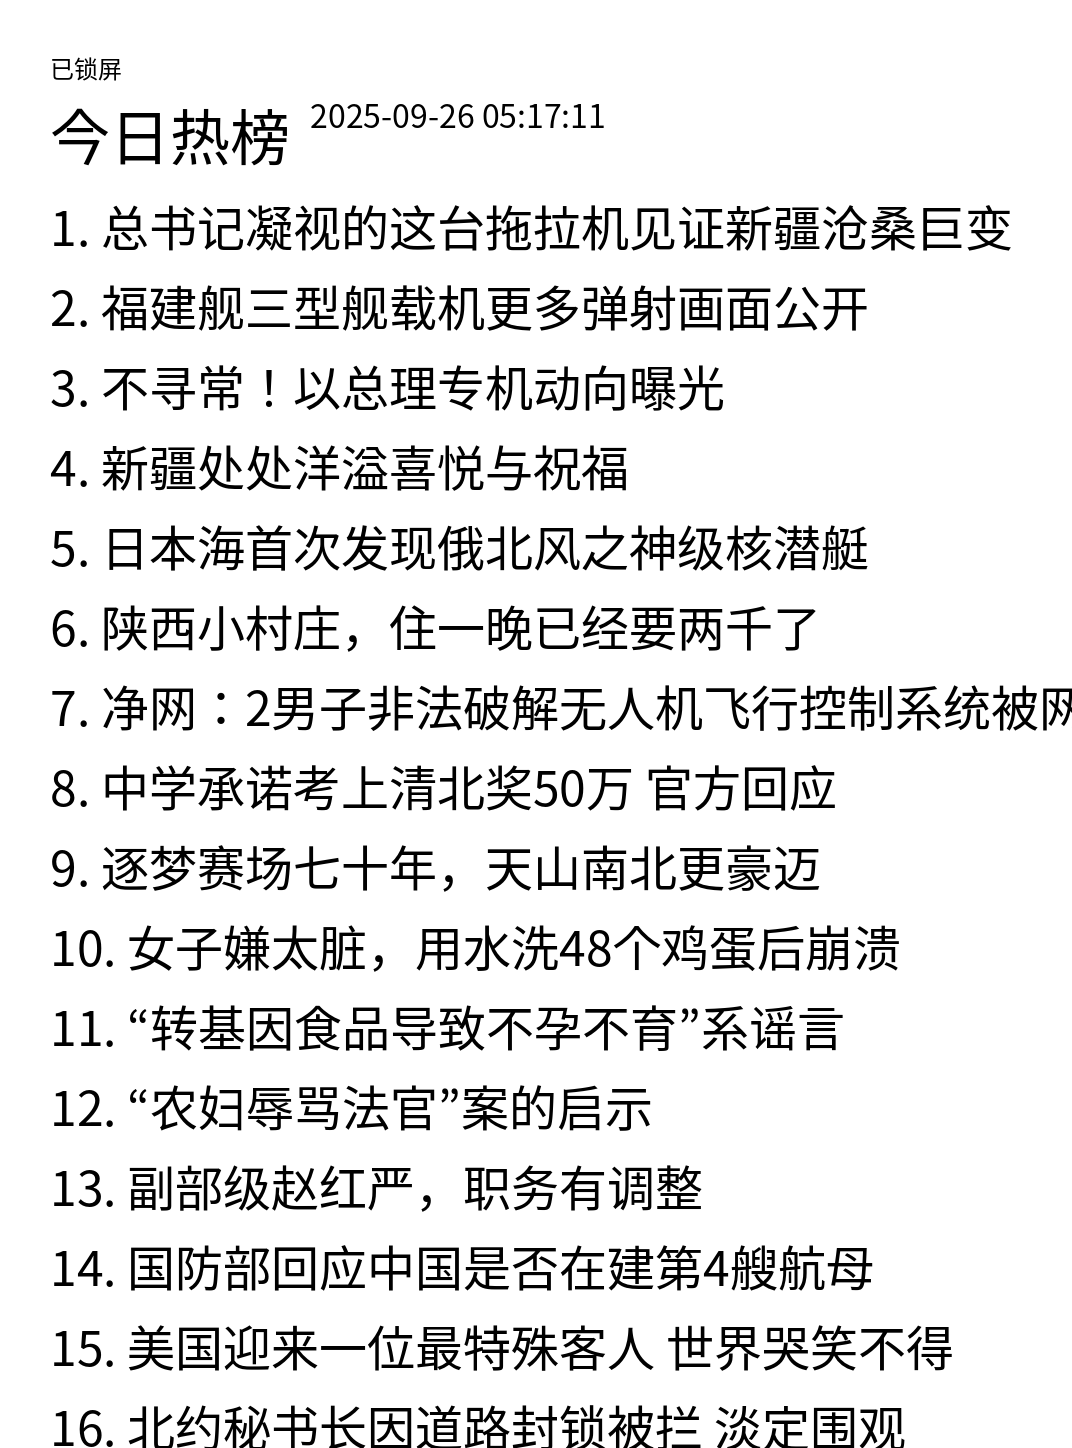 已锁屏
今日热榜 2025-09-26 05:17:11
1. 总书记凝视的这台拖拉机见证新疆沧桑巨变
2. 福建舰三型舰载机更多弹射画面公开
3. 不寻常！以总理专机动向曝光
4. 新疆处处洋溢喜悦与祝福
5. 日本海首次发现俄北风之神级核潜艇
6. 陕西小村庄，住一晚已经要两千了
7. 净网：2男子非法破解无人机飞行控制系统被网
8. 中学承诺考上清北奖50万 官方回应
9. 逐梦赛场七十年，天山南北更豪迈
10. 女子嫌太脏，用水洗48个鸡蛋后崩溃
11. “转基因食品导致不孕不育”系谣言
12. “农妇辱骂法官”案的启示
13. 副部级赵红严，职务有调整
14. 国防部回应中国是否在建第4艘航母
15. 美国迎来一位最特殊客人 世界哭笑不得
16. 北约秘书长因道路封锁被拦 淡定围观